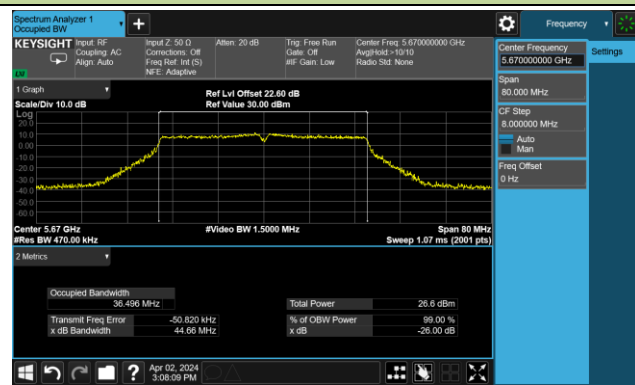 Spectrum Analyzer 1
Occupied BW
Frequency
KEYSIGHT
Input: RF
Coupling: AC
Align: Auto
Input Z: 50 Ω
Corrections: Off
Freq Ref: Int (S)
NFE: Adaptive
Atten: 20 dB
Trig: Free Run
Gate: Off
#IF Gain: Low
Center Freq: 5.670000000 GHz
Avg|Hold:>10/10
Radio Std: None
Center Frequency
5.670000000 GHz
Settings
Span
80.000 MHz
CF Step
8.000000 MHz
Auto
Man
Freq Offset
0 Hz
1 Graph
Scale/Div 10.0 dB
Ref Lvl Offset 22.60 dB
Ref Value 30.00 dBm
Log
20.0
10.0
0.00
-10.0
-20.0
-30.0
-40.0
-50.0
-60.0
Center 5.67 GHz
#Res BW 470.00 kHz
#Video BW 1.5000 MHz
Span 80 MHz
Sweep 1.07 ms (2001 pts)
2 Metrics
Occupied Bandwidth
36.496 MHz
Total Power 26.6 dBm
Transmit Freq Error -50.820 kHz
% of OBW Power 99.00 %
x dB Bandwidth 44.66 MHz
x dB -26.00 dB
Apr 02, 2024
3:08:09 PM